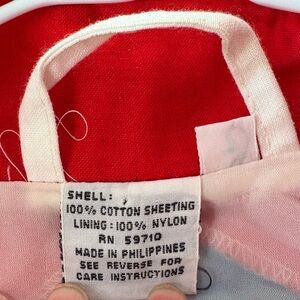 SHELL:
100% COTTON SHEETING
LINING: 100% NYLON
RN 59710
MADE IN PHILIPPINES
SEE REVERSE FOR
CARE INSTRUCTIONS